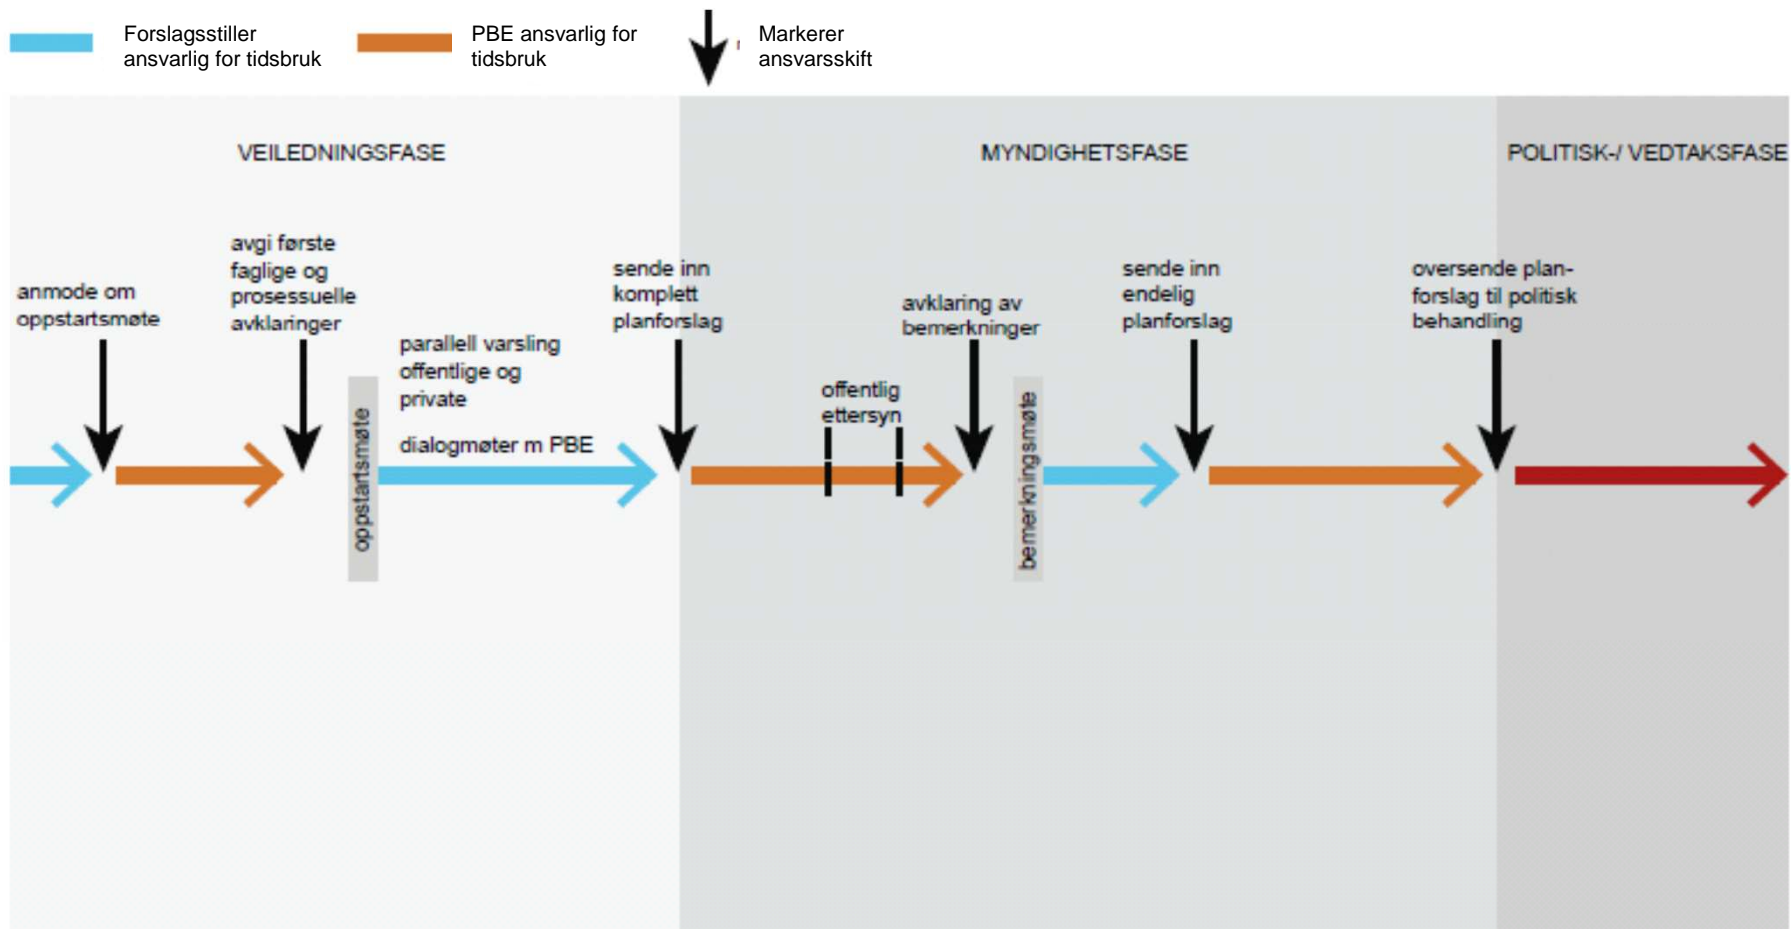 Forslagsstiller
ansvarlig for tidsbruk
PBE ansvarlig for
tidsbruk
Markerer
ansvarsskift
VEILEDNINGSFASE
MYNDIGHETSFASE
POLITISK-/ VEDTAKSFASE
anmode om
oppstartsmøte
avgi første
faglige og
prosessuelle
avklaringer
oppstartsmøte
parallell varsling
offentlige og
private
dialogmøter m PBE
sende inn
komplett
planforslag
offentlig
ettersyn
avklaring av
bemerkninger
bemerkningsmøte
sende inn
endelig
planforslag
oversende plan-
forslag til politisk
behandling